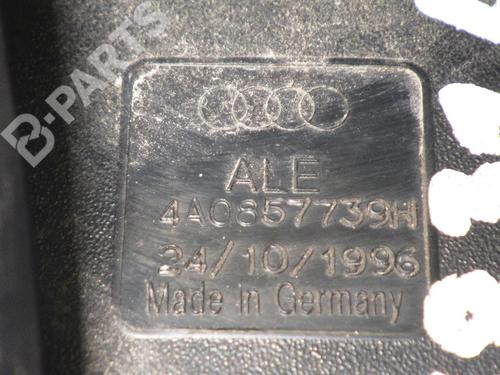 B-PARTS
ALE
4A0857739H
24/10/1996
Made in Germany